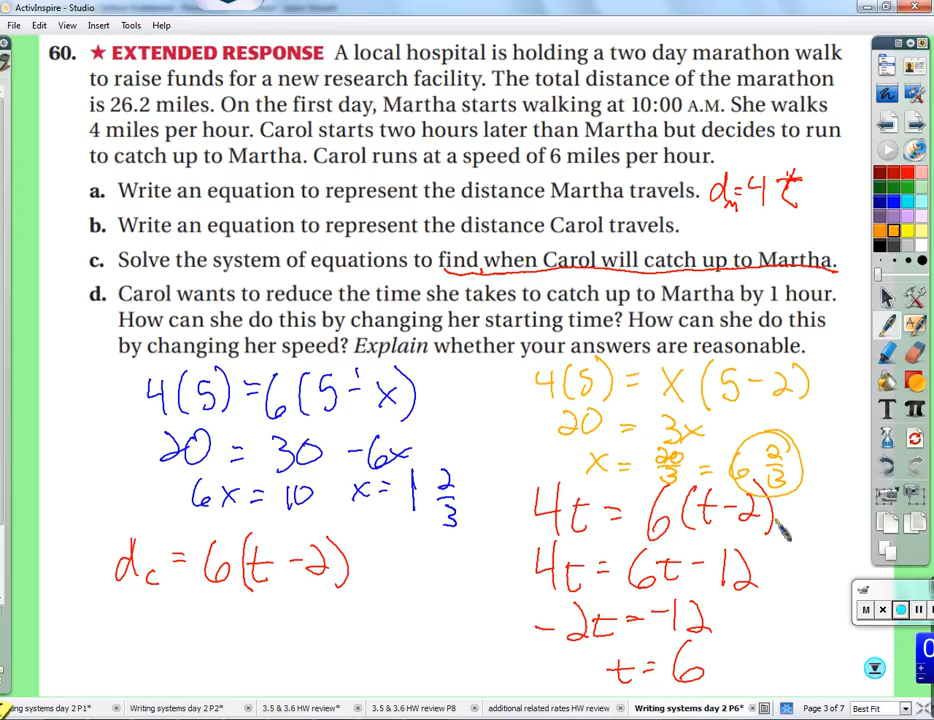 ActivInspire - Studio
File Edit View Insert Tools Help
60. ★ EXTENDED RESPONSE A local hospital is holding a two day marathon walk
to raise funds for a new research facility. The total distance of the marathon
is 26.2 miles. On the first day, Martha starts walking at 10:00 A.M. She walks
4 miles per hour. Carol starts two hours later than Martha but decides to run
to catch up to Martha. Carol runs at a speed of 6 miles per hour.
a. Write an equation to represent the distance Martha travels. dm = 4t
b. Write an equation to represent the distance Carol travels.
c. Solve the system of equations to find when Carol will catch up to Martha.
d. Carol wants to reduce the time she takes to catch up to Martha by 1 hour.
How can she do this by changing her starting time? How can she do this
by changing her speed? Explain whether your answers are reasonable.
4(5) = 6(5 - x)
20 = 30 - 6x
6x = 10 x = 1 2/3
dc = 6(t - 2)
4(5) = x(5 - 2)
20 = 3x
x = 20/3 = 6 2/3
4t = 6(t - 2)
4t = 6t - 12
-2t = -12
t = 6
M
ing systems day 2 P1* Writing systems day 2 P2* 3.5 & 3.6 HW review* 3.5 & 3.6 HW review P8 additional related rates HW review Writing systems day 2 P6* Page 3 of 7 Best Fit